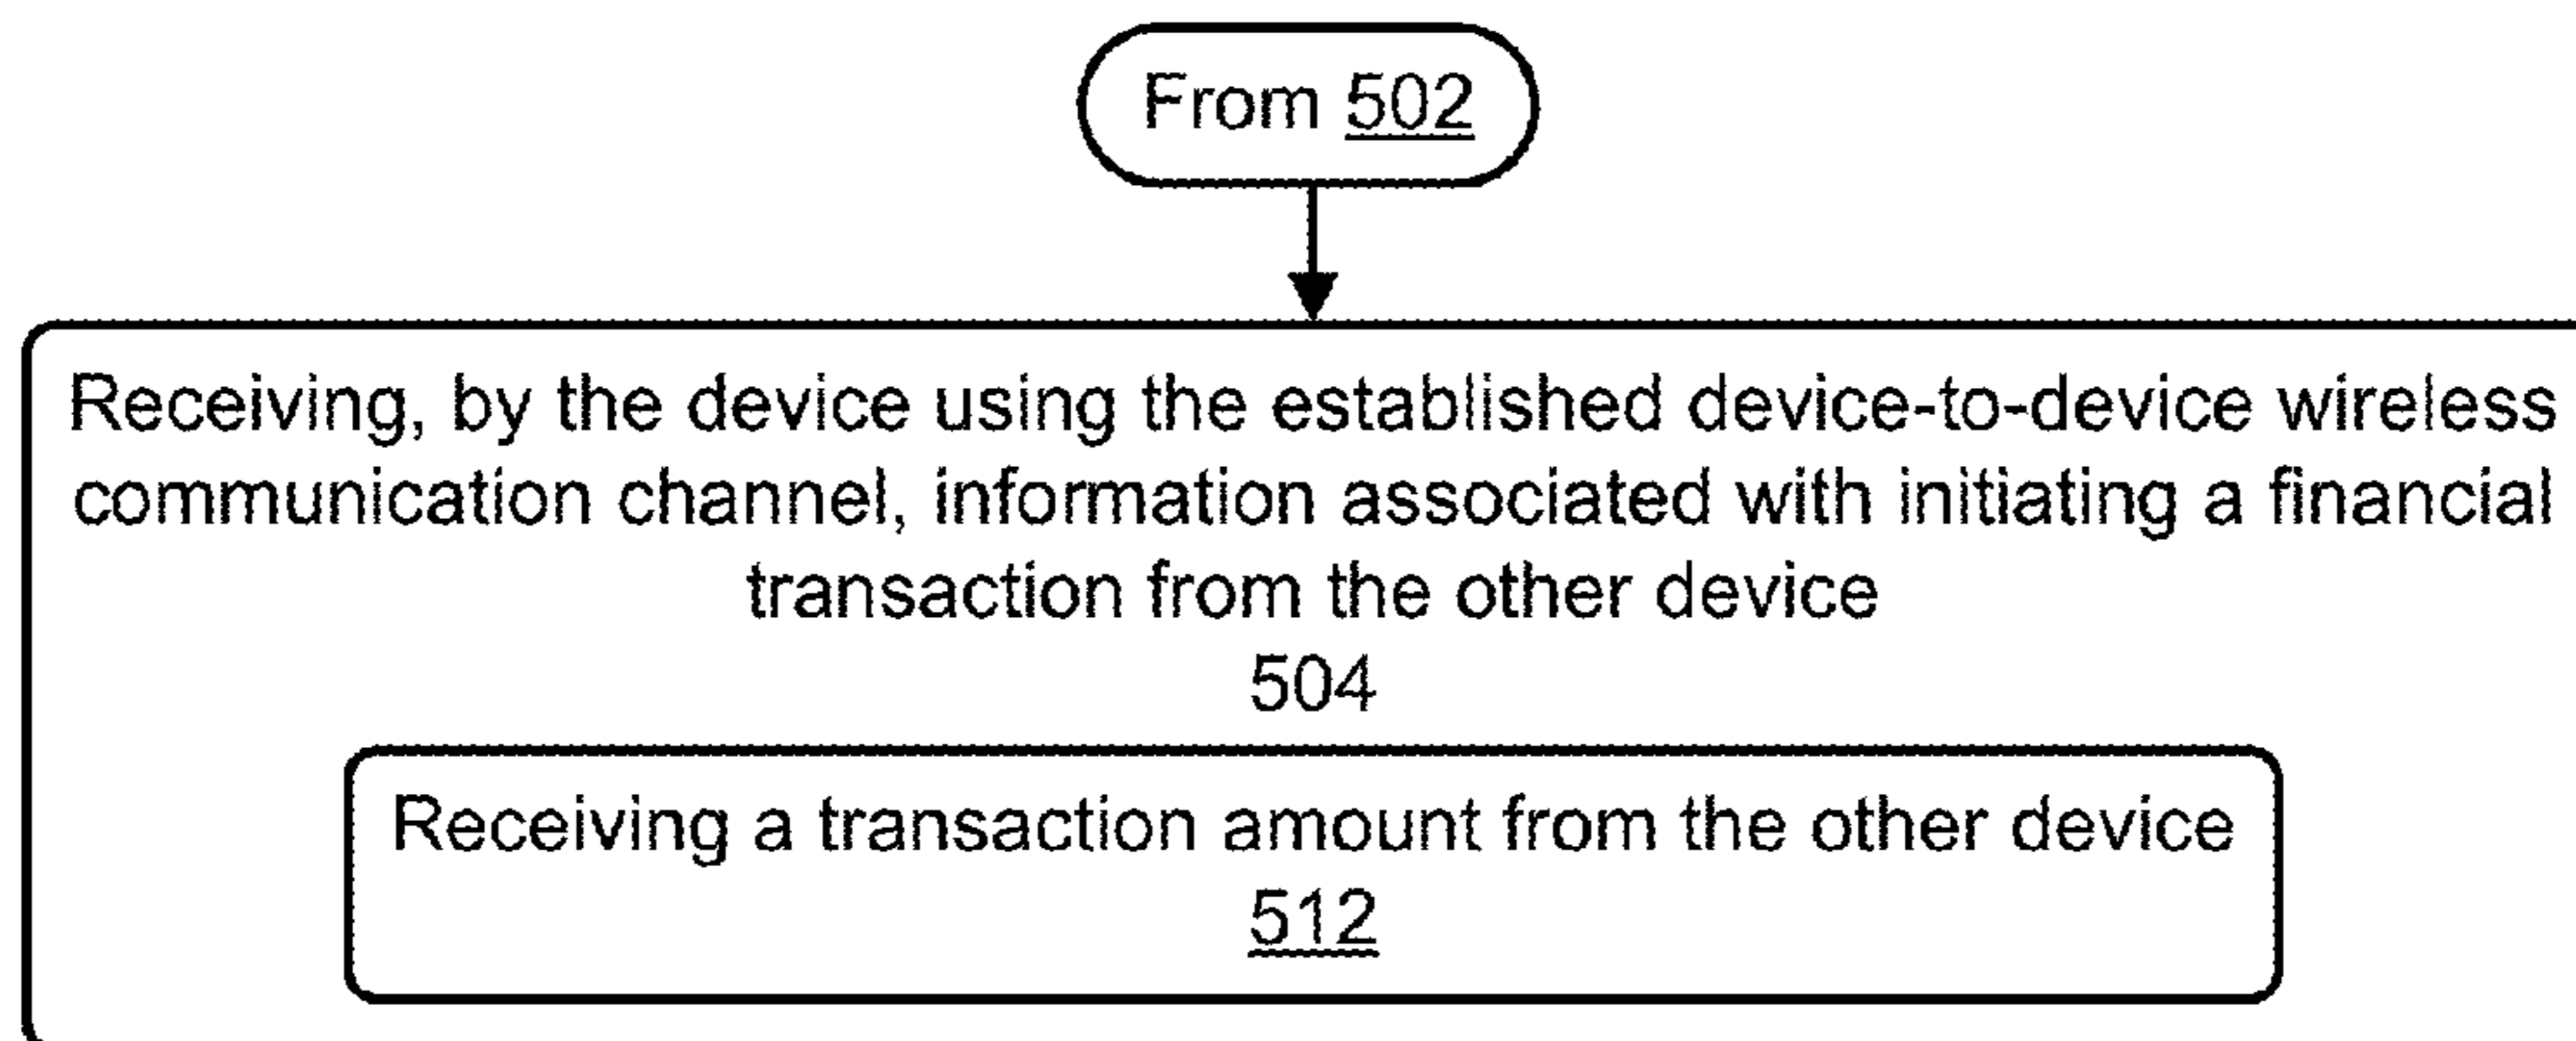 From 502
Receiving, by the device using the established device-to-device wireless
communication channel, information associated with initiating a financial
transaction from the other device
504
Receiving a transaction amount from the other device
512